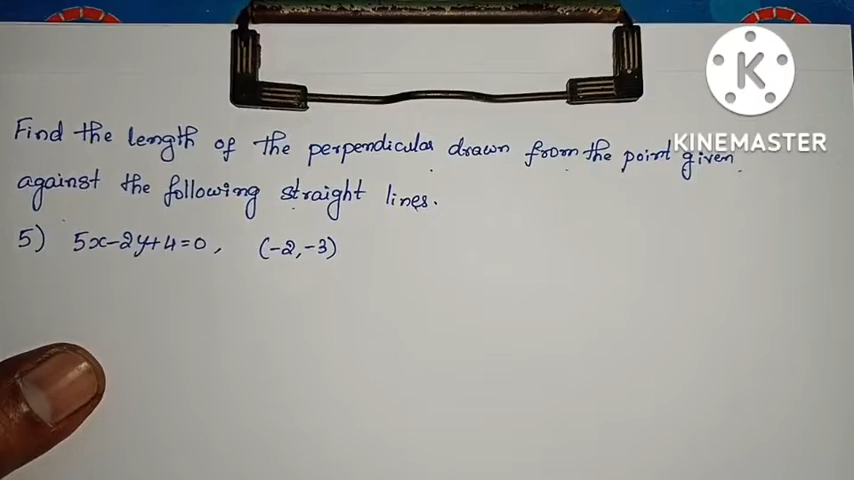 Find the length of the perpendicular drawn from the point given
against the following straight lines.
5) 5x-2y+4=0, (-2,-3)
K
KINEMASTER